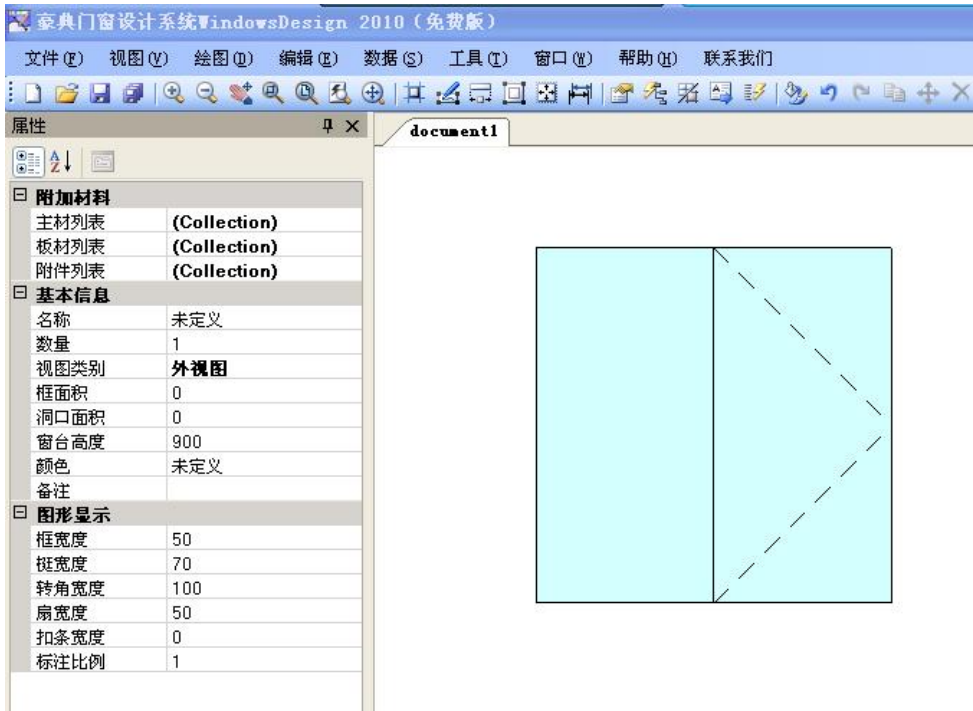 豪典门窗设计系统WindowsDesign 2010（免费版）
文件(F) 视图(V) 绘图(D) 编辑(E) 数据(S) 工具(T) 窗口(W) 帮助(H) 联系我们
属性
document1
附加材料
主材列表 (Collection)
板材列表 (Collection)
附件列表 (Collection)
基本信息
名称 未定义
数量 1
视图类别 外视图
框面积 0
洞口面积 0
窗台高度 900
颜色 未定义
备注
图形显示
框宽度 50
梃宽度 70
转角宽度 100
扇宽度 50
扣条宽度 0
标注比例 1